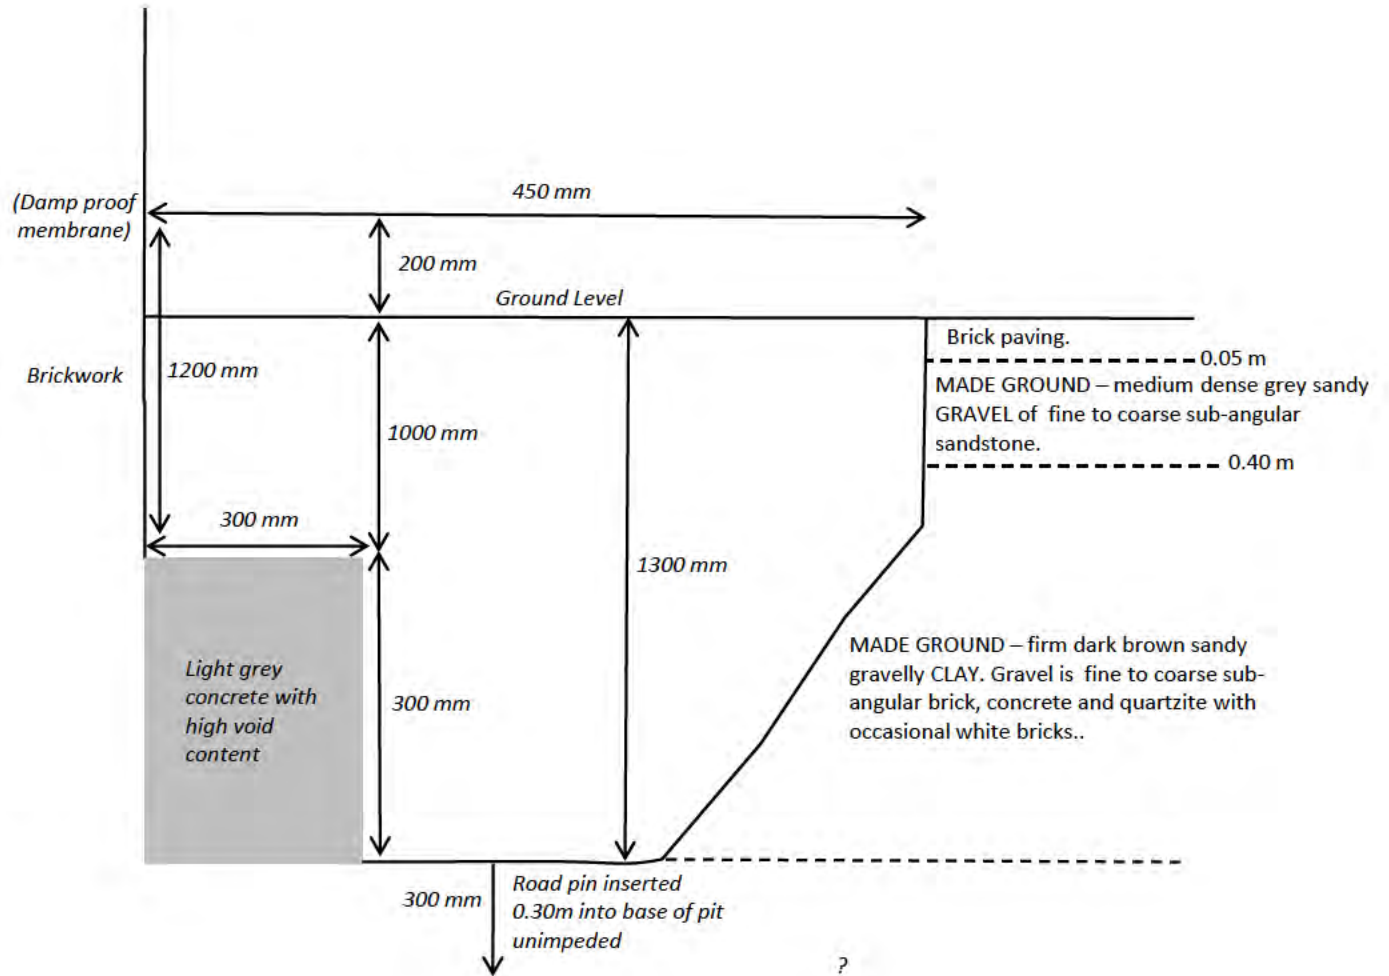 450 mm
(Damp proof
membrane)
200 mm
Ground Level
Brick paving.
0.05 m
Brickwork
1200 mm
MADE GROUND – medium dense grey sandy
GRAVEL of fine to coarse sub-angular
sandstone.
1000 mm
0.40 m
300 mm
1300 mm
Light grey
concrete with
high void
content
300 mm
MADE GROUND – firm dark brown sandy
gravelly CLAY. Gravel is fine to coarse sub-
angular brick, concrete and quartzite with
occasional white bricks..
300 mm
Road pin inserted
0.30m into base of pit
unimpeded
?